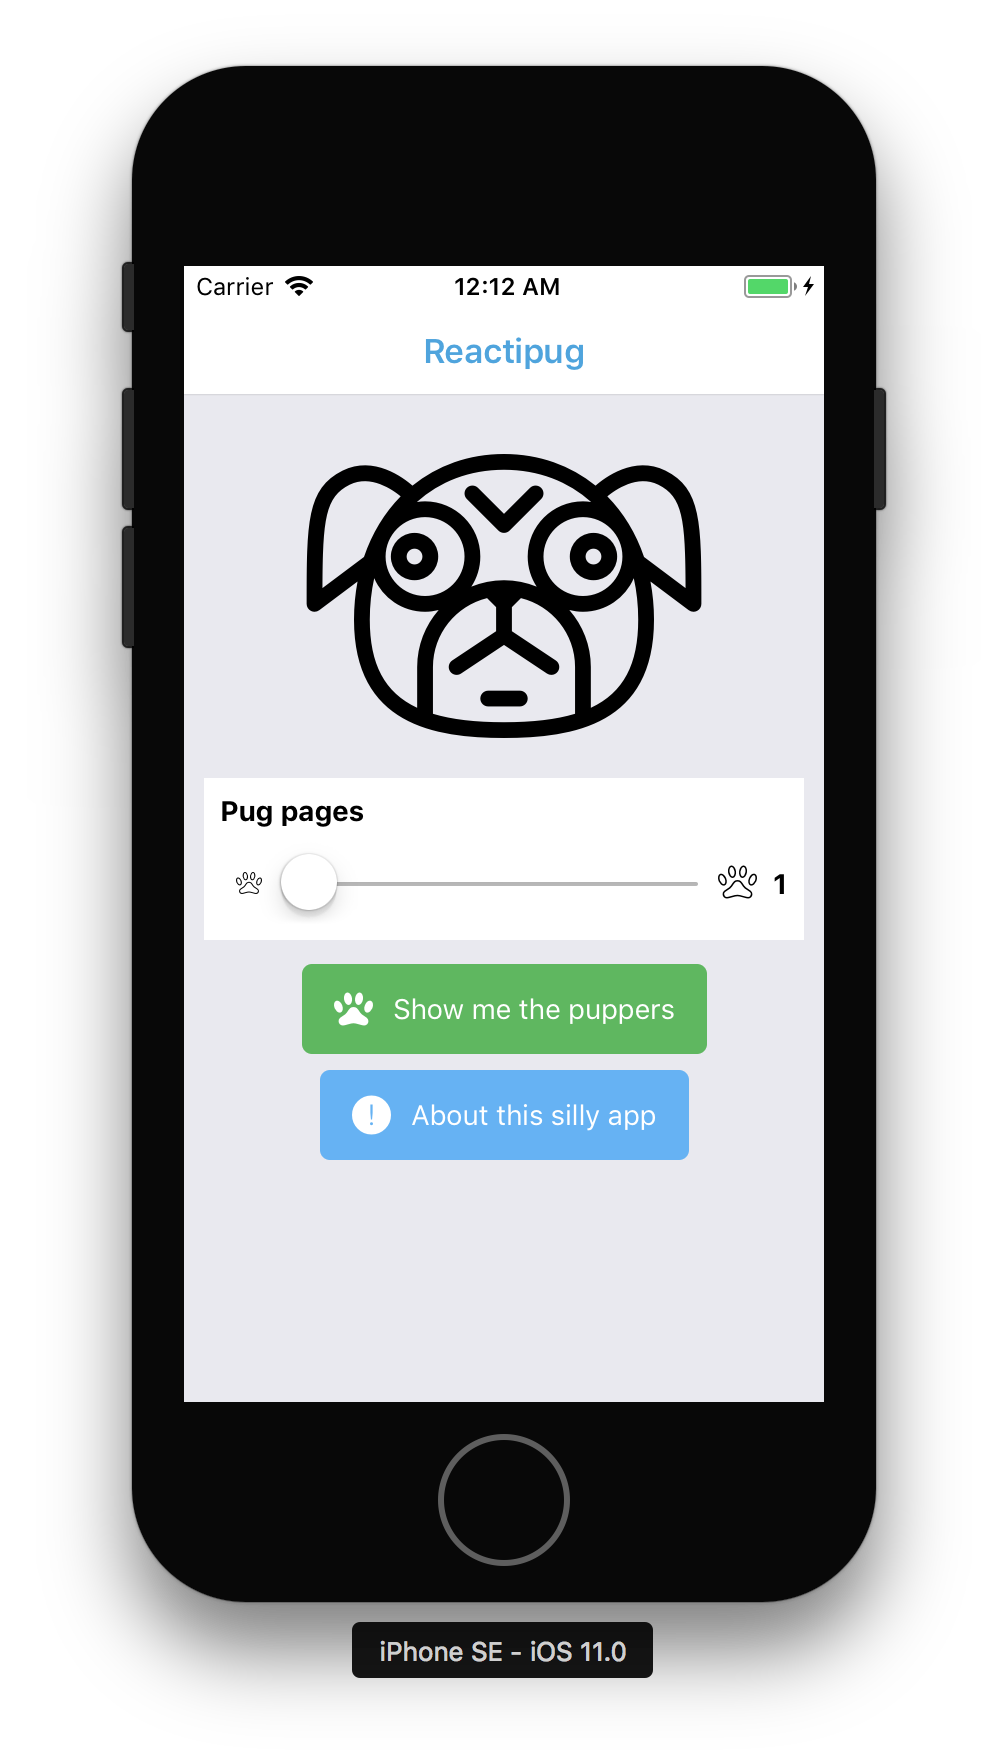 Carrier 12:12 AM
Reactipug
Pug pages
1
Show me the puppers
! About this silly app
iPhone SE - iOS 11.0